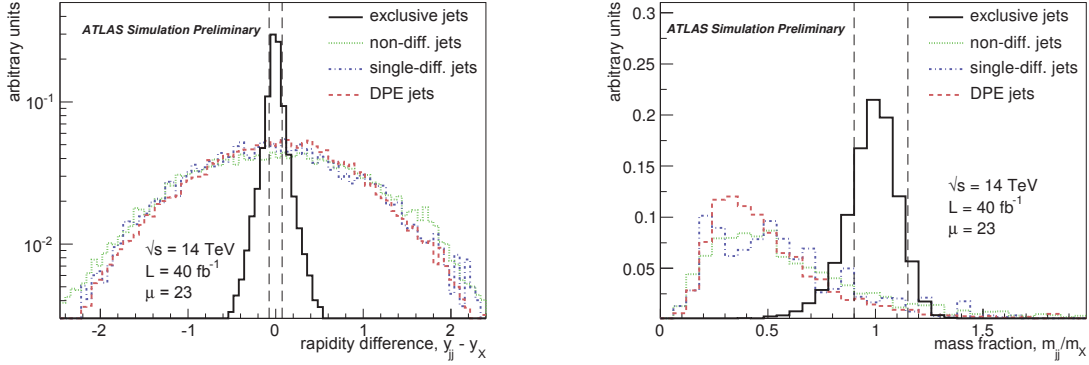 arbitrary units
10⁻¹
10⁻²
ATLAS Simulation Preliminary
exclusive jets
non-diff. jets
single-diff. jets
DPE jets
√s = 14 TeV
L = 40 fb⁻¹
μ = 23
-2 -1 0 1 2
rapidity difference, y_jj - y_X
arbitrary units
0.3
0.25
0.2
0.15
0.1
0.05
ATLAS Simulation Preliminary
exclusive jets
non-diff. jets
single-diff. jets
DPE jets
√s = 14 TeV
L = 40 fb⁻¹
μ = 23
0 0.5 1 1.5
mass fraction, m_jj/m_X